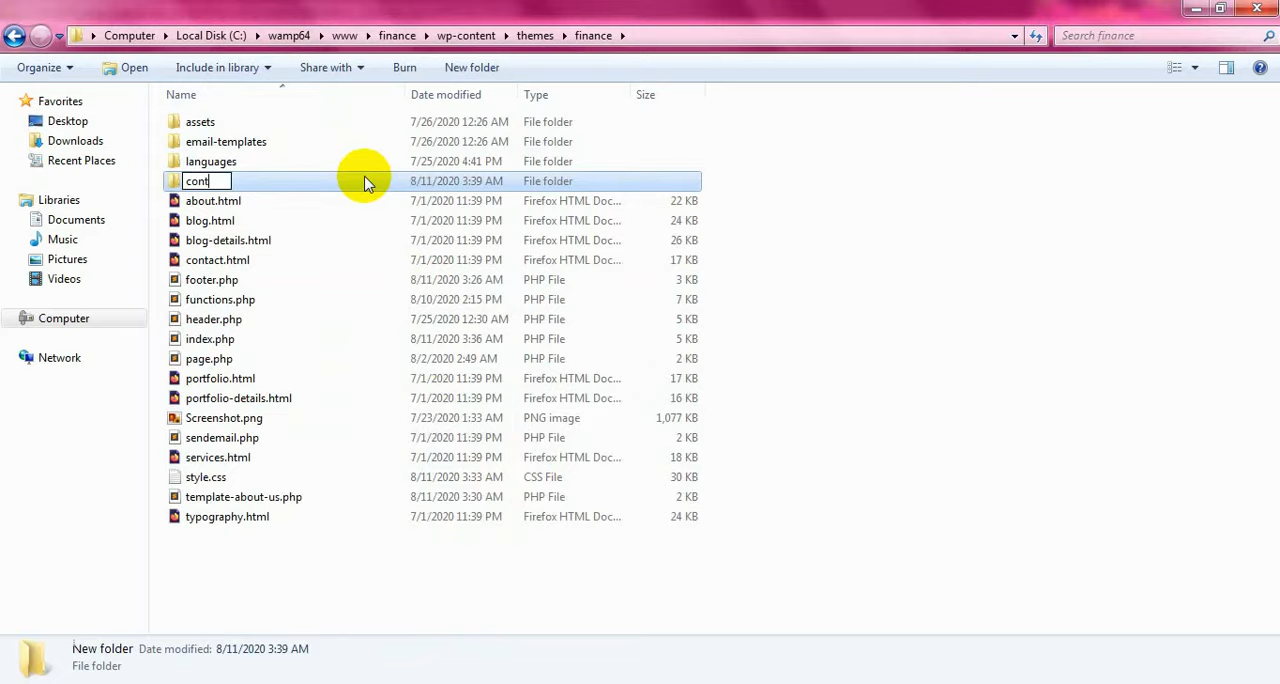 Computer Local Disk (C:) wamp64 www finance wp-content themes finance Search finance
Organize Open Include in library Share with Burn New folder
Name Date modified Type Size
Favorites
Desktop
Downloads
Recent Places
Libraries
Documents
Music
Pictures
Videos
Computer
Network
assets 7/26/2020 12:26 AM File folder
email-templates 7/26/2020 12:26 AM File folder
languages 7/25/2020 4:41 PM File folder
cont 8/11/2020 3:39 AM File folder
about.html 7/1/2020 11:39 PM Firefox HTML Doc... 22 KB
blog.html 7/1/2020 11:39 PM Firefox HTML Doc... 24 KB
blog-details.html 7/1/2020 11:39 PM Firefox HTML Doc... 26 KB
contact.html 7/1/2020 11:39 PM Firefox HTML Doc... 17 KB
footer.php 8/11/2020 3:26 AM PHP File 3 KB
functions.php 8/10/2020 2:15 PM PHP File 7 KB
header.php 7/25/2020 12:30 AM PHP File 5 KB
index.php 8/11/2020 3:36 AM PHP File 5 KB
page.php 8/2/2020 2:49 AM PHP File 2 KB
portfolio.html 7/1/2020 11:39 PM Firefox HTML Doc... 17 KB
portfolio-details.html 7/1/2020 11:39 PM Firefox HTML Doc... 16 KB
Screenshot.png 7/23/2020 1:33 AM PNG image 1,077 KB
sendemail.php 7/1/2020 11:39 PM PHP File 2 KB
services.html 7/1/2020 11:39 PM Firefox HTML Doc... 18 KB
style.css 8/11/2020 3:33 AM CSS File 30 KB
template-about-us.php 8/11/2020 3:30 AM PHP File 2 KB
typography.html 7/1/2020 11:39 PM Firefox HTML Doc... 24 KB
New folder Date modified: 8/11/2020 3:39 AM
File folder